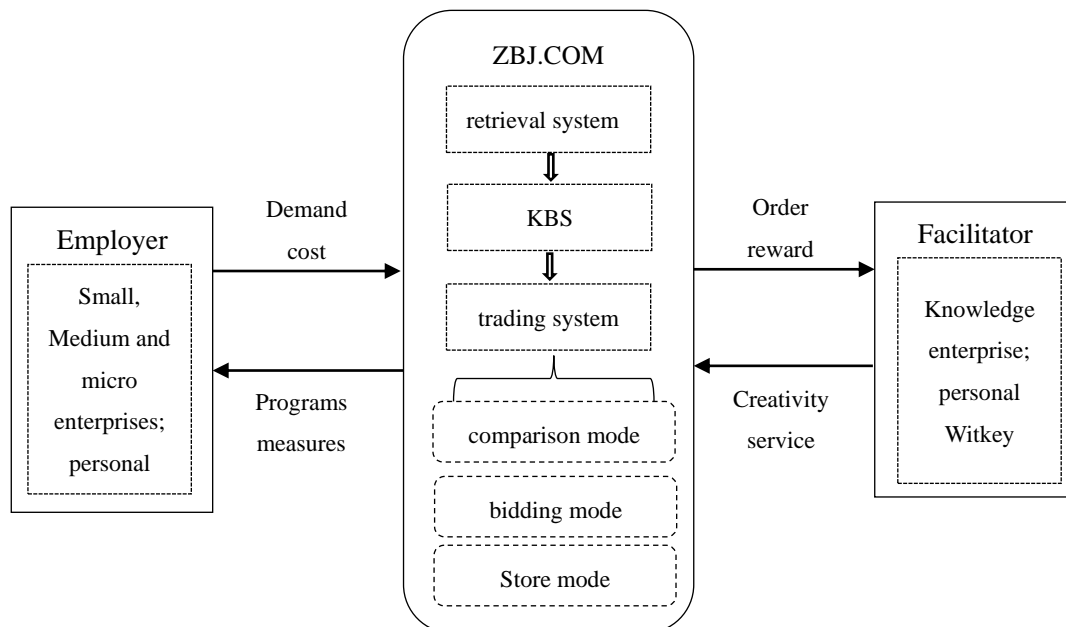 ZBJ.COM
retrieval system
KBS
trading system
comparison mode
bidding mode
Store mode
Employer
Small,
Medium and
micro
enterprises;
personal
Demand
cost
Programs
measures
Order
reward
Creativity
service
Facilitator
Knowledge
enterprise;
personal
Witkey